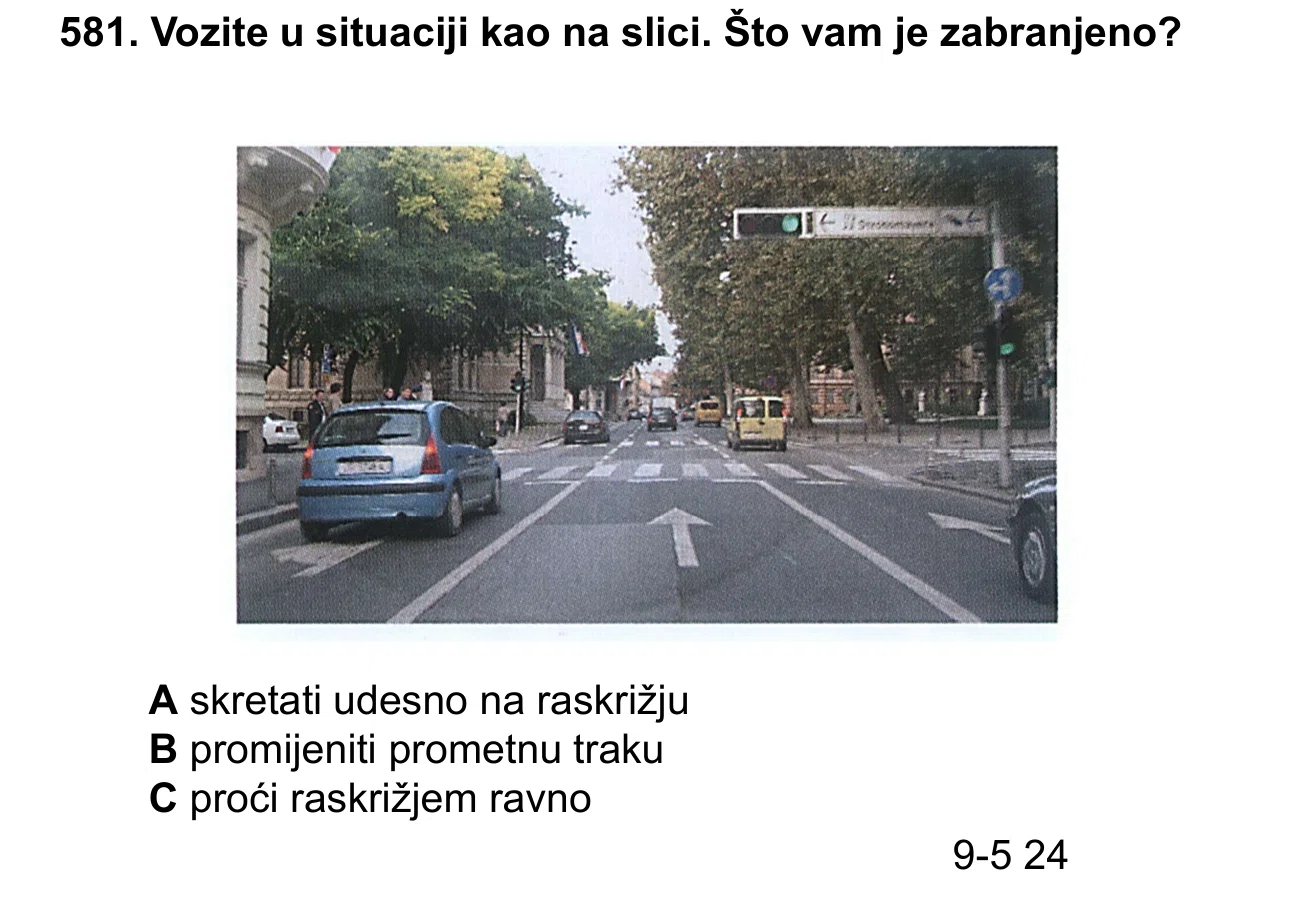 581. Vozite u situaciji kao na slici. Što vam je zabranjeno?
A skretati udesno na raskrižju
B promijeniti prometnu traku
C proći raskrižjem ravno
9-5 24